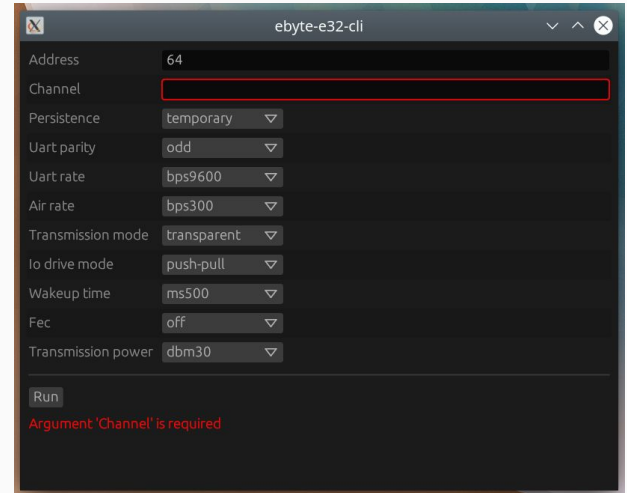 ebyte-e32-cli
Address 64
Channel
Persistence temporary
Uart parity odd
Uart rate bps9600
Air rate bps300
Transmission mode transparent
Io drive mode push-pull
Wakeup time ms500
Fec off
Transmission power dbm30
Run
Argument 'Channel' is required